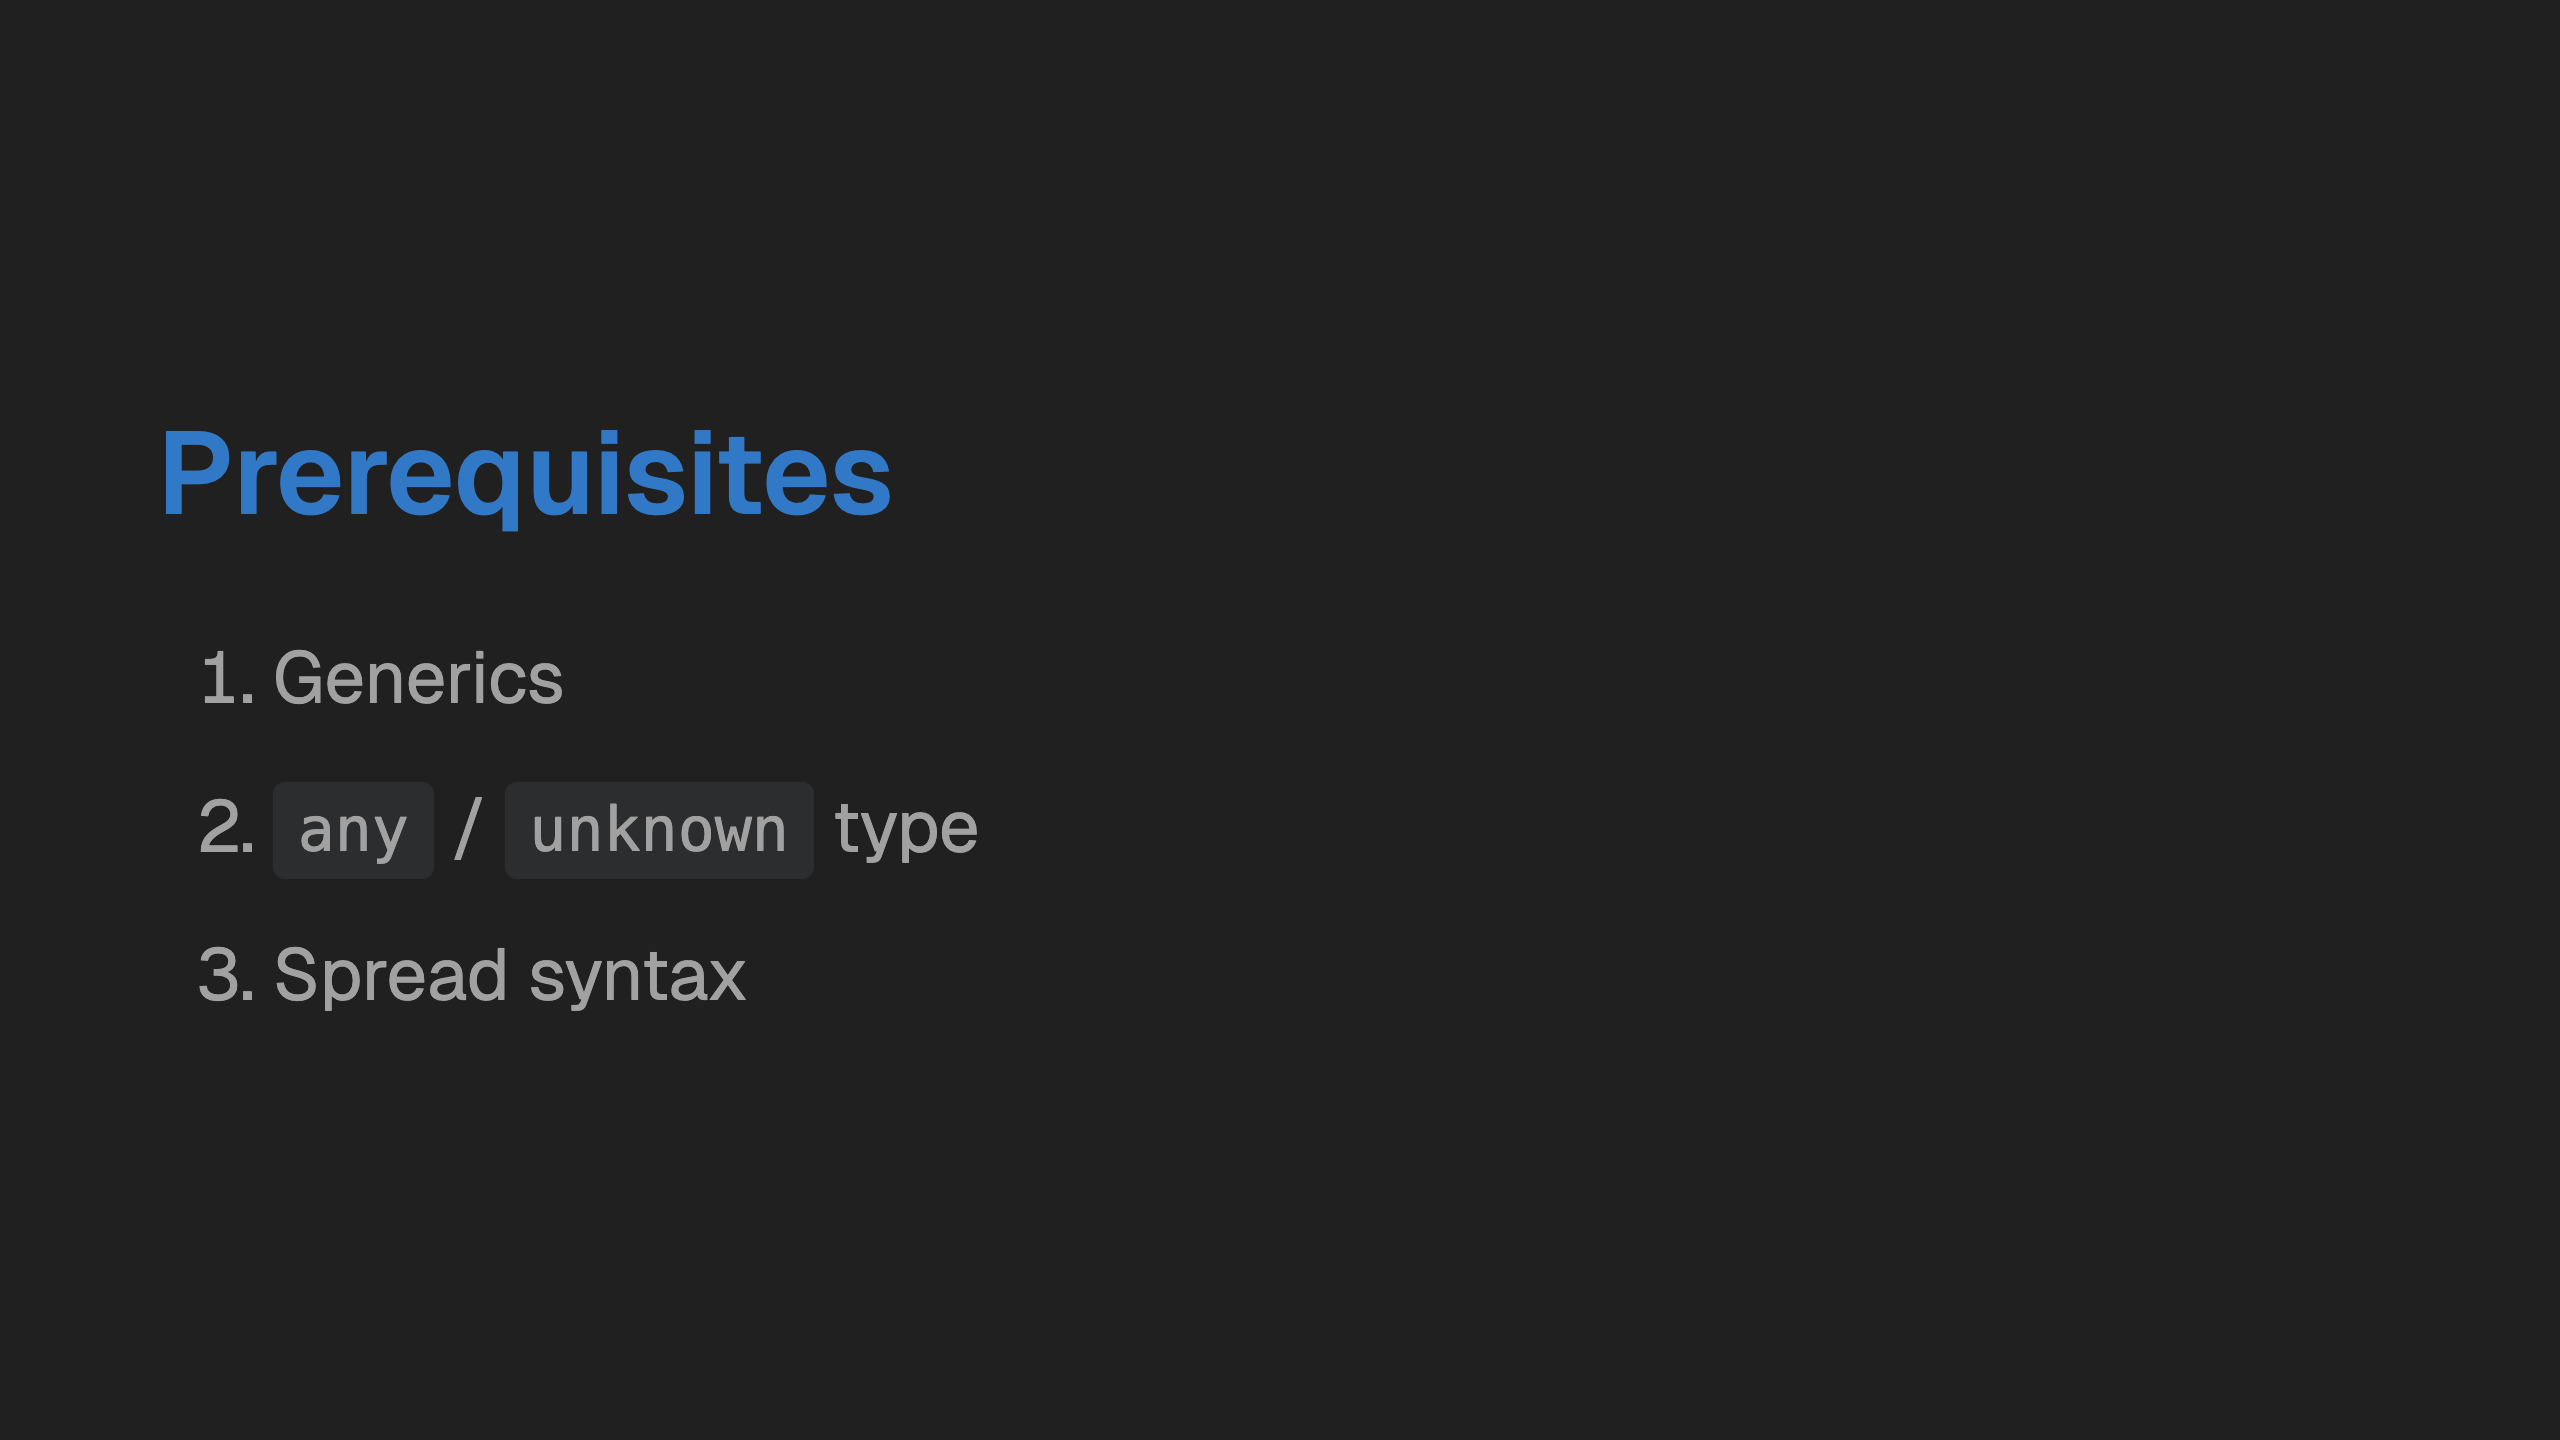 Prerequisites
1. Generics
2. any / unknown type
3. Spread syntax